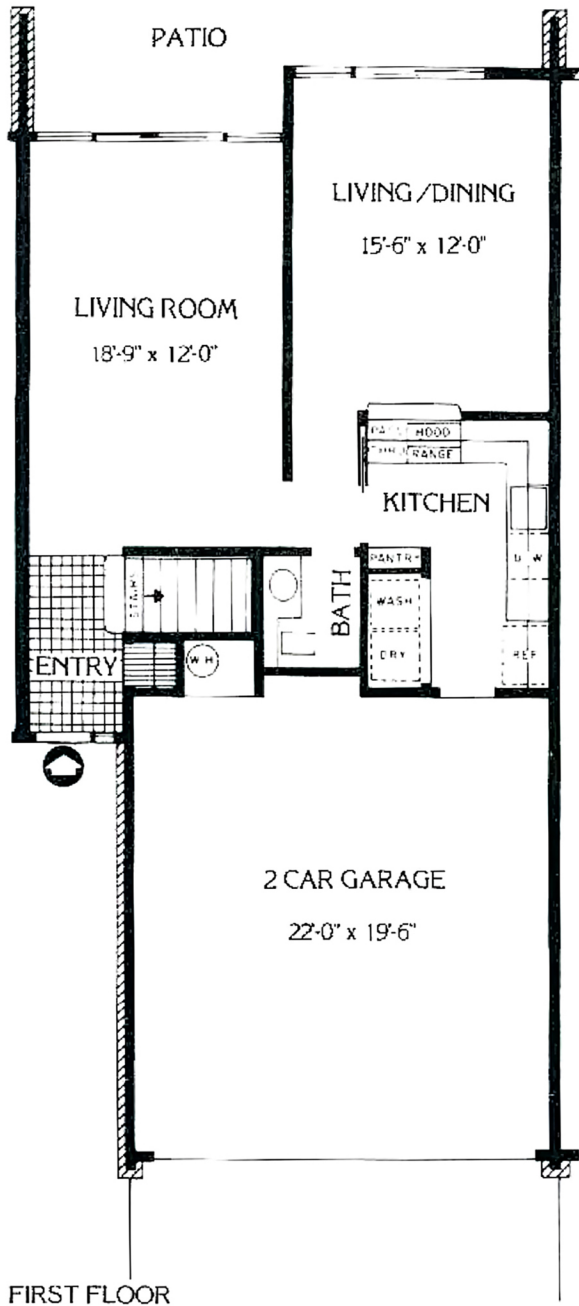 PATIO
LIVING/DINING
15'-6" x 12'-0"
LIVING ROOM
18'-9" x 12'-0"
HOOD
RANGE
KITCHEN
D W
PANTRY
STAIRS
WASH
BATH
ENTRY
W H
DRY
REF
2 CAR GARAGE
22'-0" x 19'-6"
FIRST FLOOR